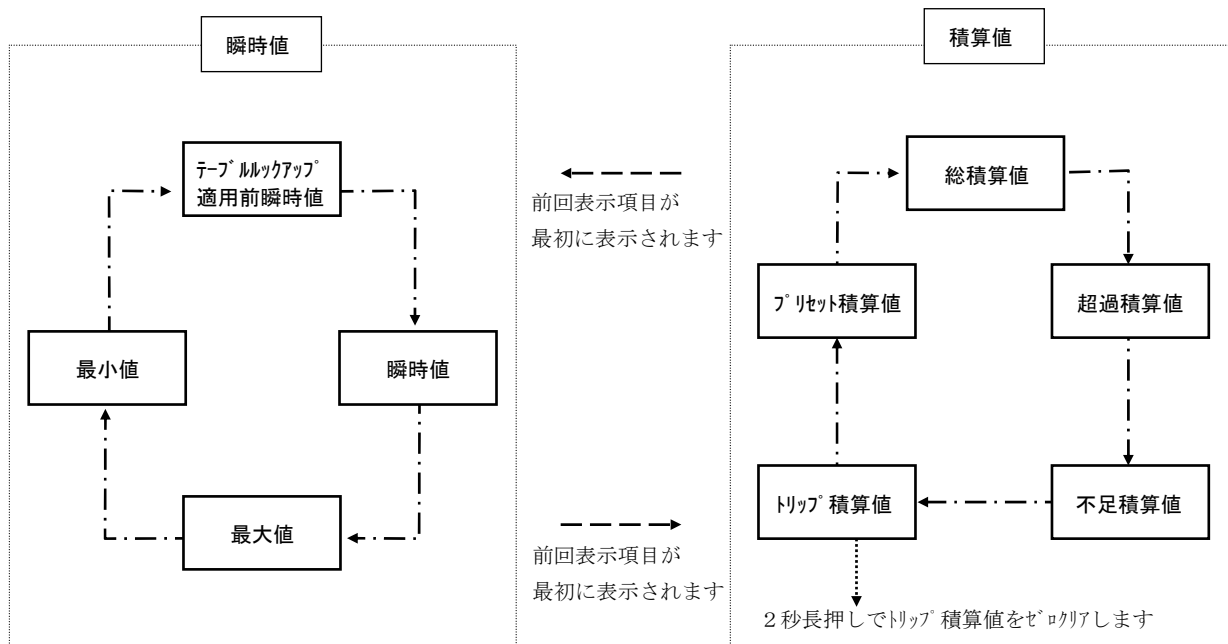 瞬時値
積算値
ﾃｰﾌﾞﾙﾙｯｸｱｯﾌﾟ
適用前瞬時値
瞬時値
最大値
最小値
前回表示項目が
最初に表示されます
前回表示項目が
最初に表示されます
総積算値
超過積算値
不足積算値
ﾄﾘｯﾌﾟ積算値
ﾌﾟﾘｾｯﾄ積算値
２秒長押しでﾄﾘｯﾌﾟ積算値をｾﾞﾛｸﾘｱします